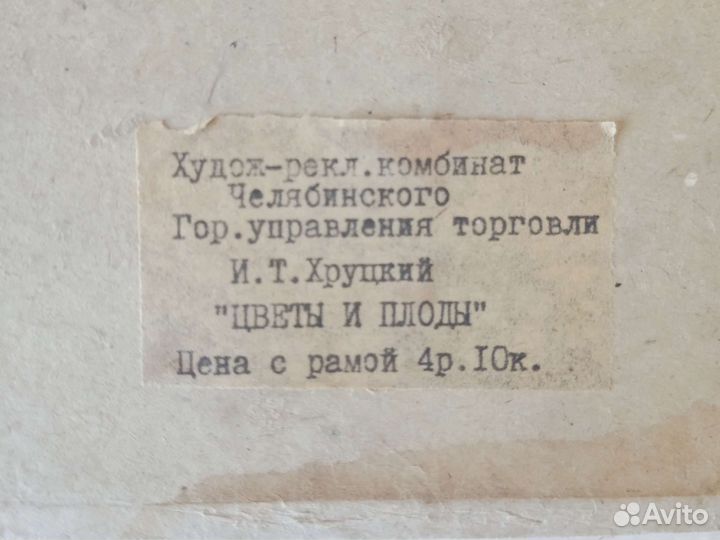 Худож-рекл.комбинат
Челябинского
Гор.управления торговли
И.Т.Хруцкий
"ЦВЕТЫ И ПЛОДЫ"
Цена с рамой 4р.10к.
Avito